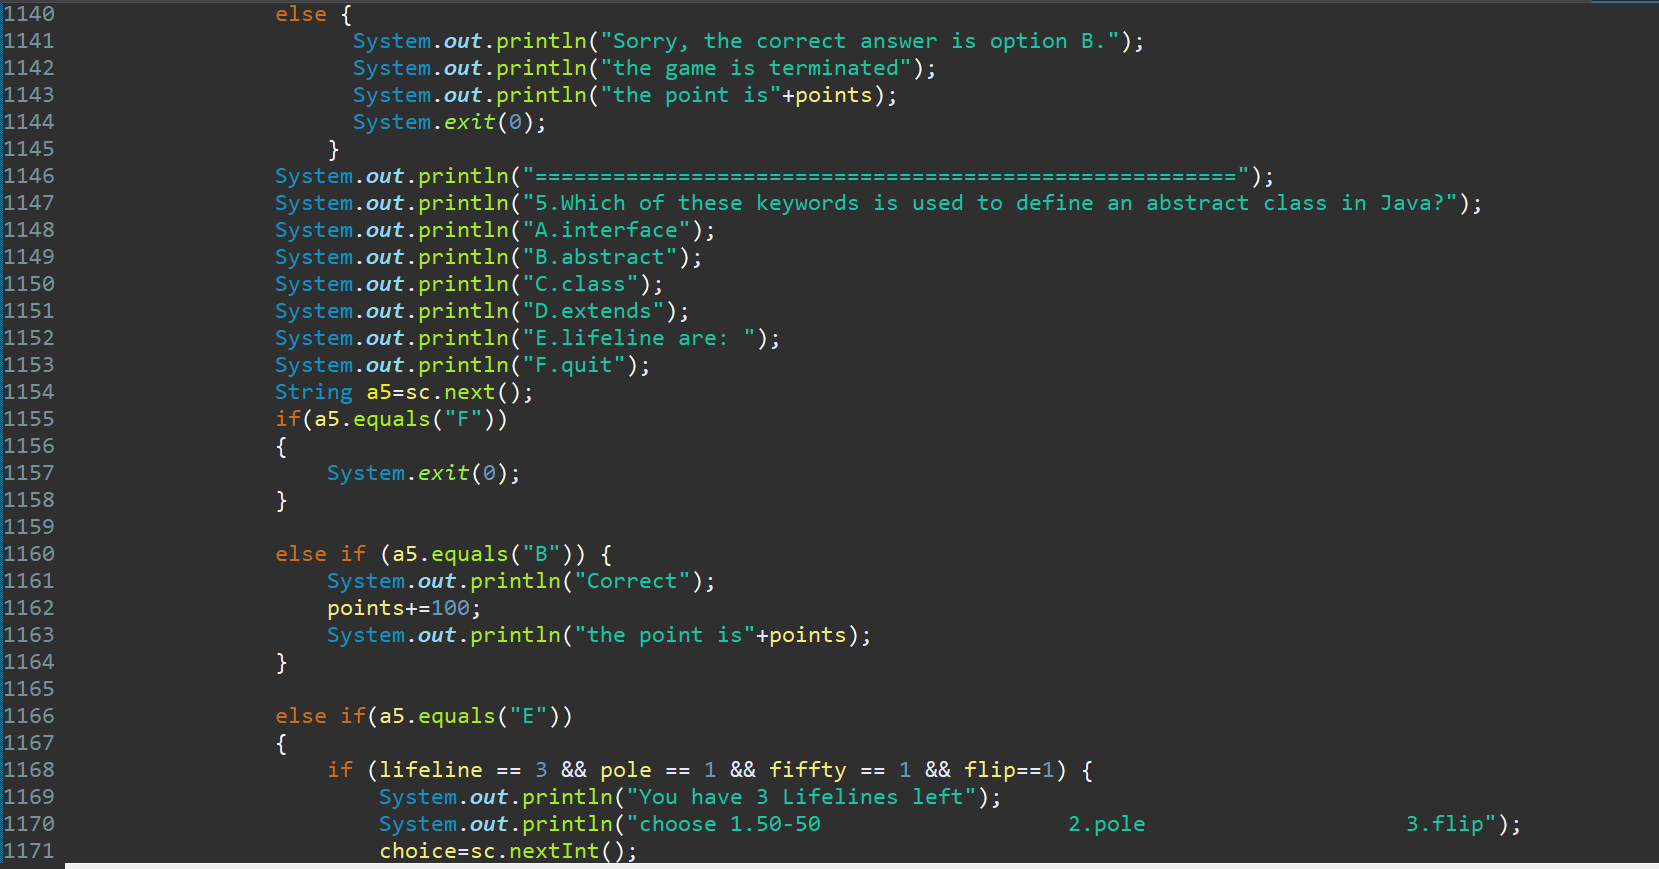 1140 else {
1141 System.out.println("Sorry, the correct answer is option B.");
1142 System.out.println("the game is terminated");
1143 System.out.println("the point is"+points);
1144 System.exit(0);
1145 }
1146 System.out.println("======================================================");
1147 System.out.println("5.Which of these keywords is used to define an abstract class in Java?");
1148 System.out.println("A.interface");
1149 System.out.println("B.abstract");
1150 System.out.println("C.class");
1151 System.out.println("D.extends");
1152 System.out.println("E.lifeline are: ");
1153 System.out.println("F.quit");
1154 String a5=sc.next();
1155 if(a5.equals("F"))
1156 {
1157 System.exit(0);
1158 }
1159
1160 else if (a5.equals("B")) {
1161 System.out.println("Correct");
1162 points+=100;
1163 System.out.println("the point is"+points);
1164 }
1165
1166 else if(a5.equals("E"))
1167 {
1168 if (lifeline == 3 && pole == 1 && fiffty == 1 && flip==1) {
1169 System.out.println("You have 3 Lifelines left");
1170 System.out.println("choose 1.50-50                   2.pole                    3.flip");
1171 choice=sc.nextInt();